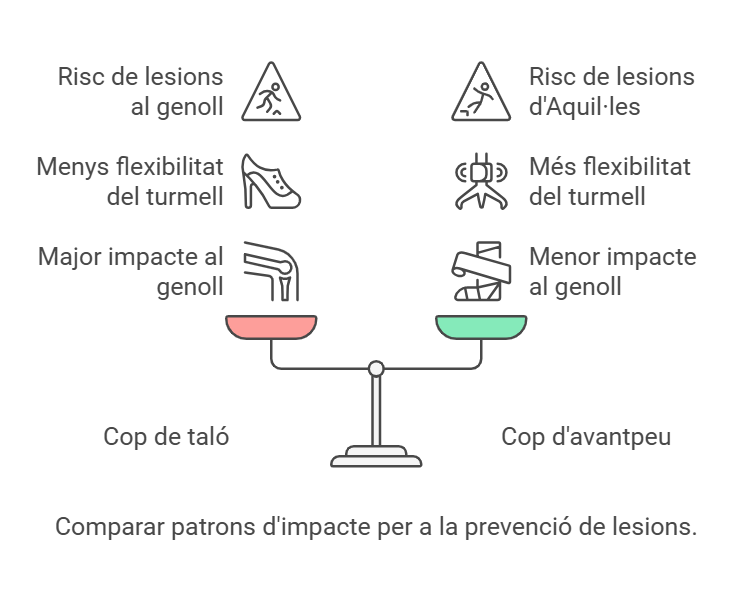 Risc de lesions
al genoll
Risc de lesions
d'Aquil·les
Menys flexibilitat
del turmell
Més flexibilitat
del turmell
Major impacte al
genoll
Menor impacte
al genoll
Cop de taló
Cop d'avantpeu
Comparar patrons d'impacte per a la prevenció de lesions.